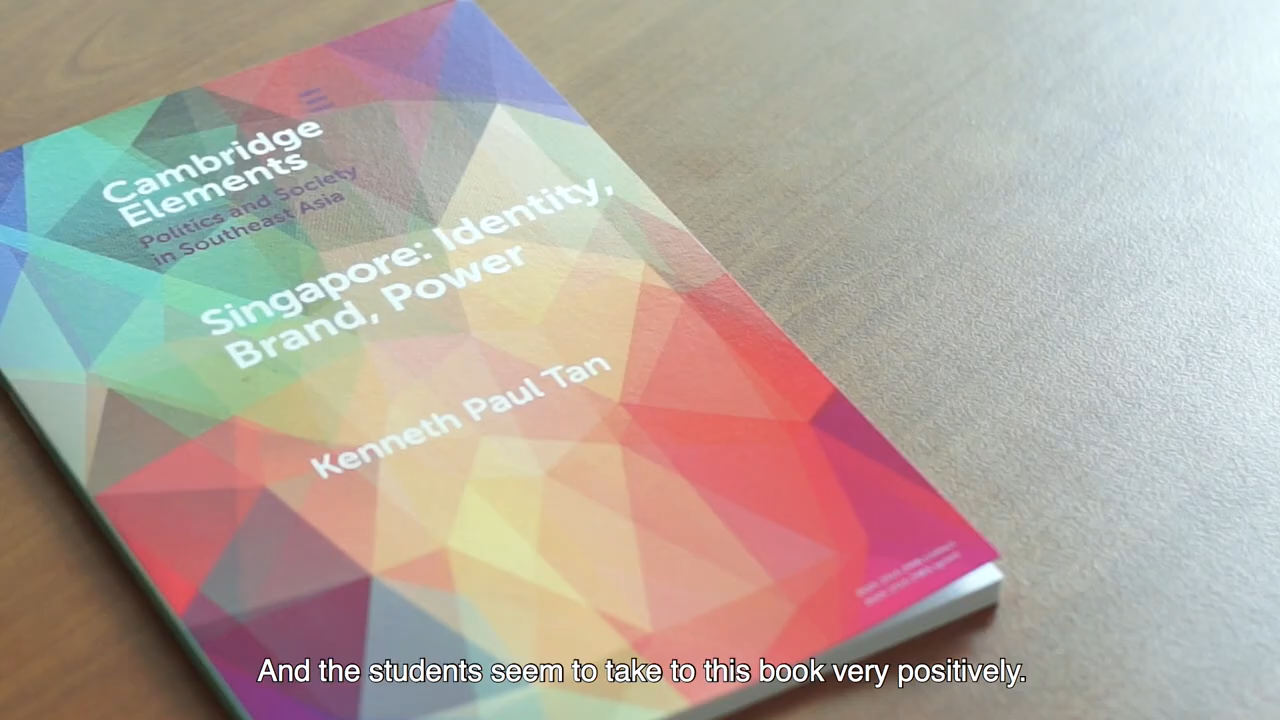 Cambridge
Elements
Politics and Society
in Southeast Asia
Singapore: Identity,
Brand, Power
Kenneth Paul Tan
And the students seem to take to this book very positively.